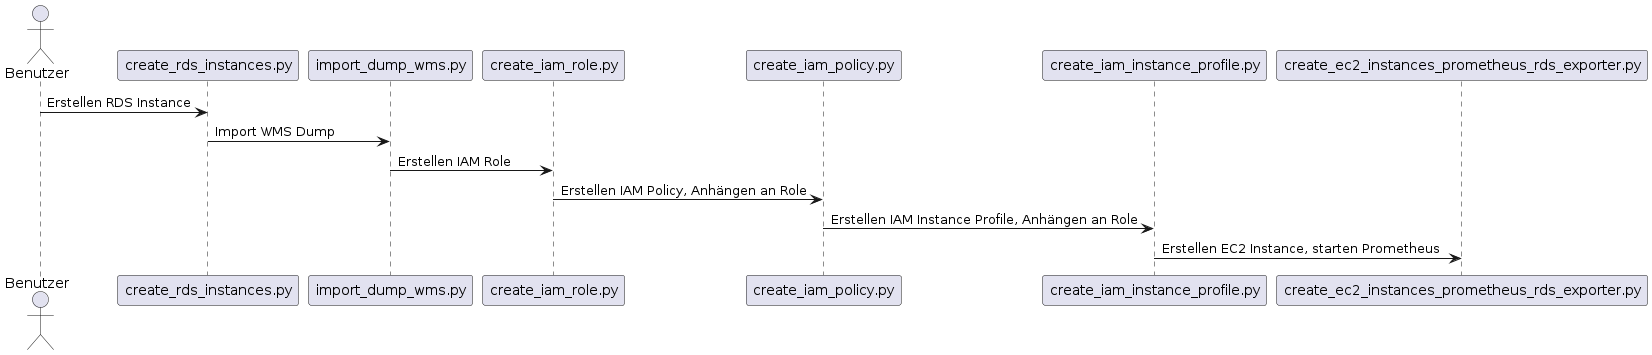 Benutzer
create_rds_instances.py
import_dump_wms.py
create_iam_role.py
create_iam_policy.py
create_iam_instance_profile.py
create_ec2_instances_prometheus_rds_exporter.py
Erstellen RDS Instance
Import WMS Dump
Erstellen IAM Role
Erstellen IAM Policy, Anhängen an Role
Erstellen IAM Instance Profile, Anhängen an Role
Erstellen EC2 Instance, starten Prometheus
Benutzer
create_rds_instances.py
import_dump_wms.py
create_iam_role.py
create_iam_policy.py
create_iam_instance_profile.py
create_ec2_instances_prometheus_rds_exporter.py